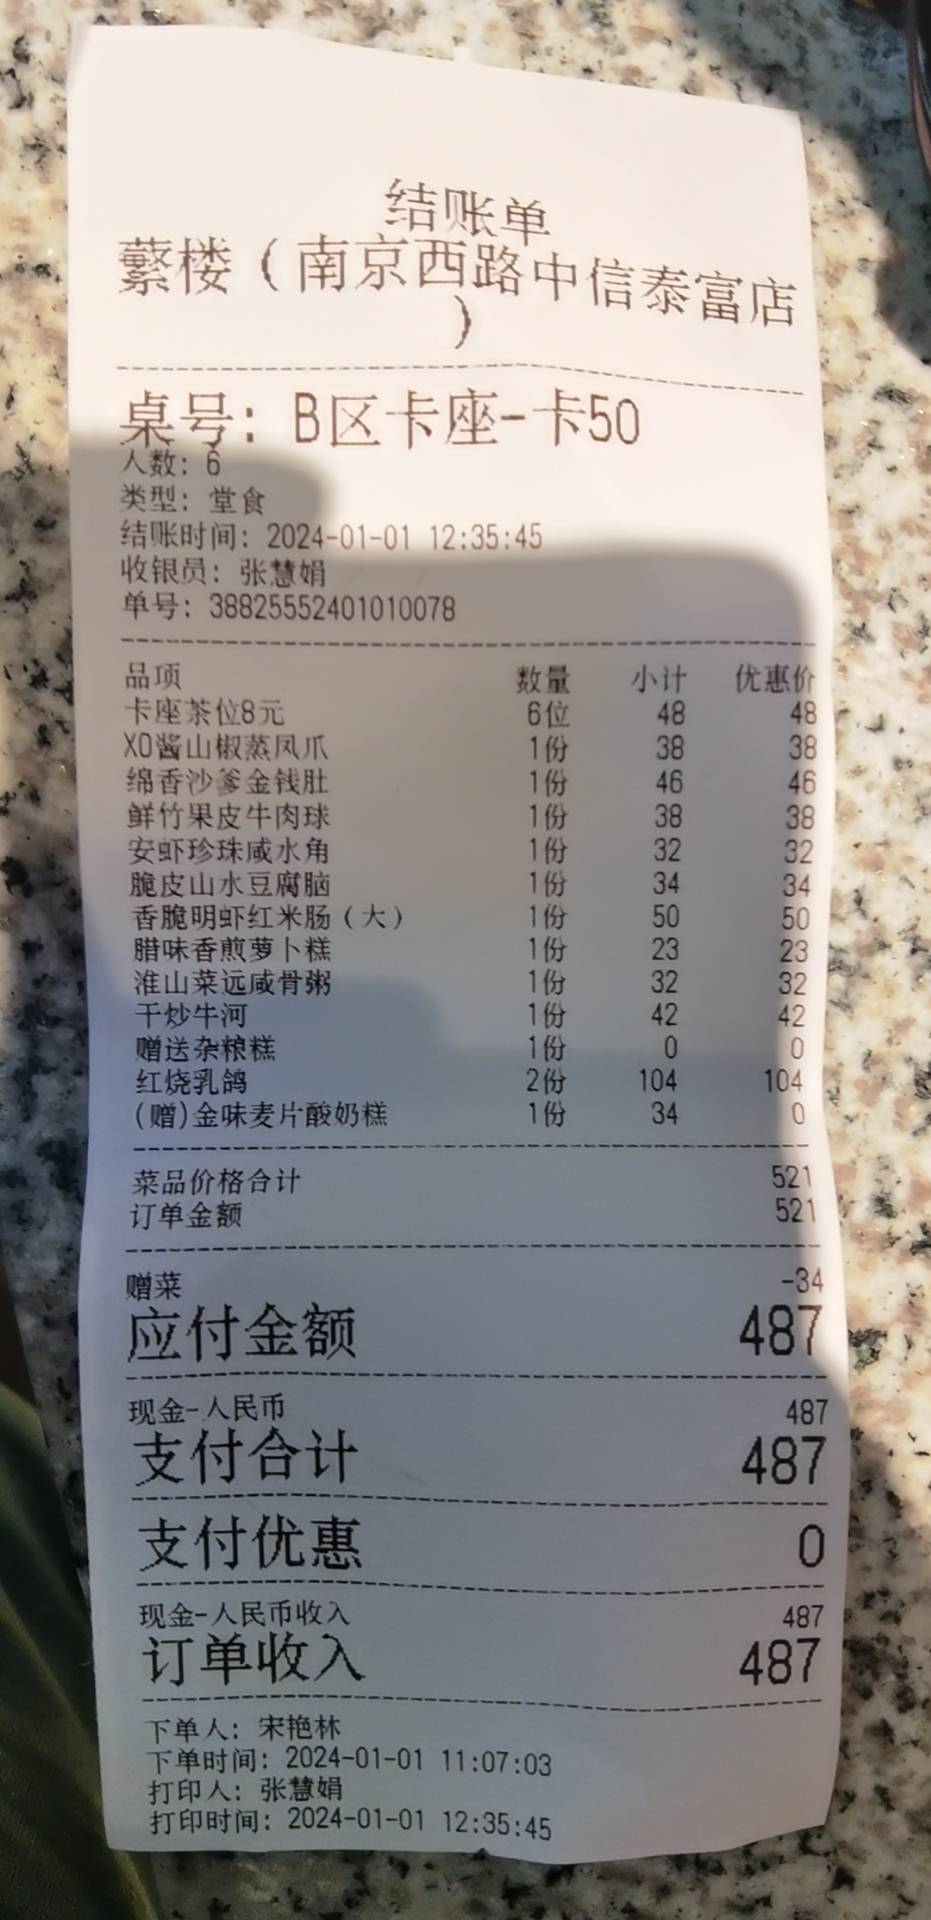 结账单
蘩楼（南京西路中信泰富店
）
桌号：B区卡座-卡50
人数：6
类型：堂食
结账时间：2024-01-01 12:35:45
收银员：张慧娟
单号：38825552401010078
品项 数量 小计 优惠价
卡座茶位8元 6位 48 48
XO酱山椒蒸凤爪 1份 38 38
绵香沙爹金钱肚 1份 46 46
鲜竹果皮牛肉球 1份 38 38
安虾珍珠咸水角 1份 32 32
脆皮山水豆腐脑 1份 34 34
香脆明虾红米肠（大） 1份 50 50
腊味香煎萝卜糕 1份 23 23
淮山菜远咸骨粥 1份 32 32
干炒牛河 1份 42 42
赠送杂粮糕 1份 0 0
红烧乳鸽 2份 104 104
(赠)金味麦片酸奶糕 1份 34 0
菜品价格合计 521
订单金额 521
赠菜 -34
应付金额 487
现金-人民币 487
支付合计 487
支付优惠 0
现金-人民币收入 487
订单收入 487
下单人：宋艳林
下单时间：2024-01-01 11:07:03
打印人：张慧娟
打印时间：2024-01-01 12:35:45